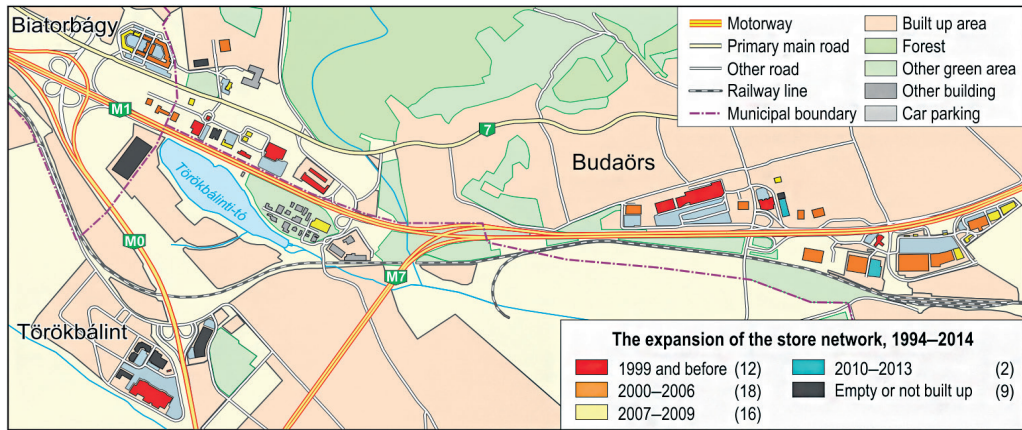 Biatorbágy
M1
7
Budaörs
Törökbálinti-tó
M0
M7
Törökbálint
Motorway
Primary main road
Other road
Railway line
Municipal boundary
Built up area
Forest
Other green area
Other building
Car parking
The expansion of the store network, 1994–2014
1999 and before (12)
2000–2006 (18)
2007–2009 (16)
2010–2013 (2)
Empty or not built up (9)